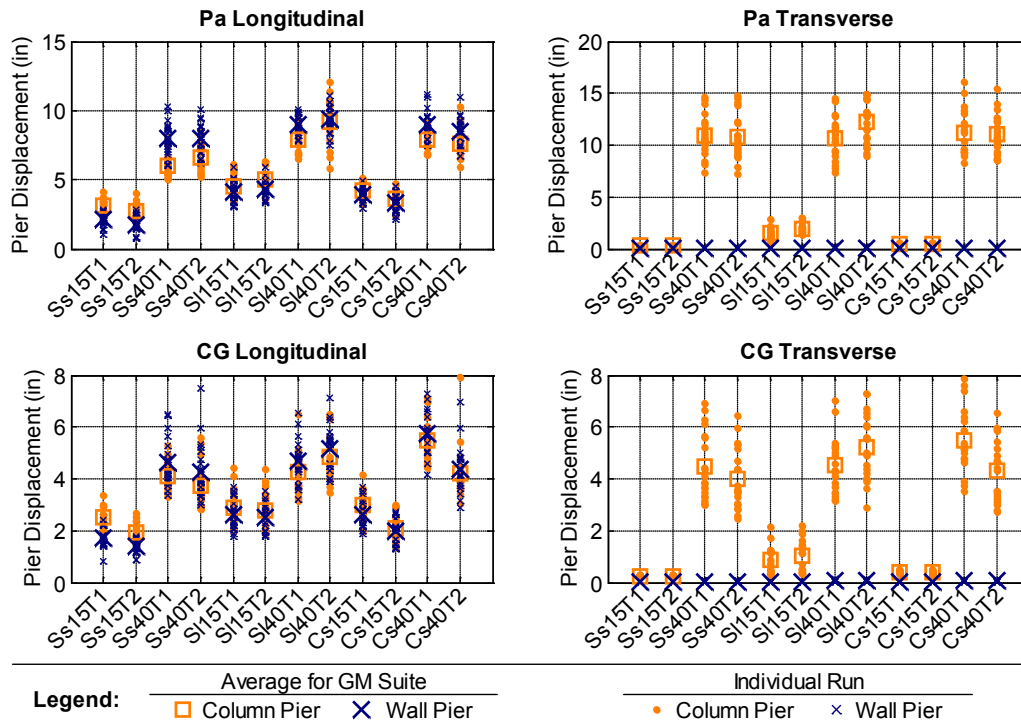 Pa Longitudinal
Pier Displacement (in)
15
10
5
0
Ss15T1
Ss15T2
Ss40T1
Ss40T2
Sl15T1
Sl15T2
Sl40T1
Sl40T2
Cs15T1
Cs15T2
Cs40T1
Cs40T2
Pa Transverse
Pier Displacement (in)
20
15
10
5
0
Ss15T1
Ss15T2
Ss40T1
Ss40T2
Sl15T1
Sl15T2
Sl40T1
Sl40T2
Cs15T1
Cs15T2
Cs40T1
Cs40T2
CG Longitudinal
Pier Displacement (in)
8
6
4
2
0
Ss15T1
Ss15T2
Ss40T1
Ss40T2
Sl15T1
Sl15T2
Sl40T1
Sl40T2
Cs15T1
Cs15T2
Cs40T1
Cs40T2
CG Transverse
Pier Displacement (in)
8
6
4
2
0
Ss15T1
Ss15T2
Ss40T1
Ss40T2
Sl15T1
Sl15T2
Sl40T1
Sl40T2
Cs15T1
Cs15T2
Cs40T1
Cs40T2
Legend:
Average for GM Suite
Column Pier Wall Pier
Individual Run
Column Pier Wall Pier